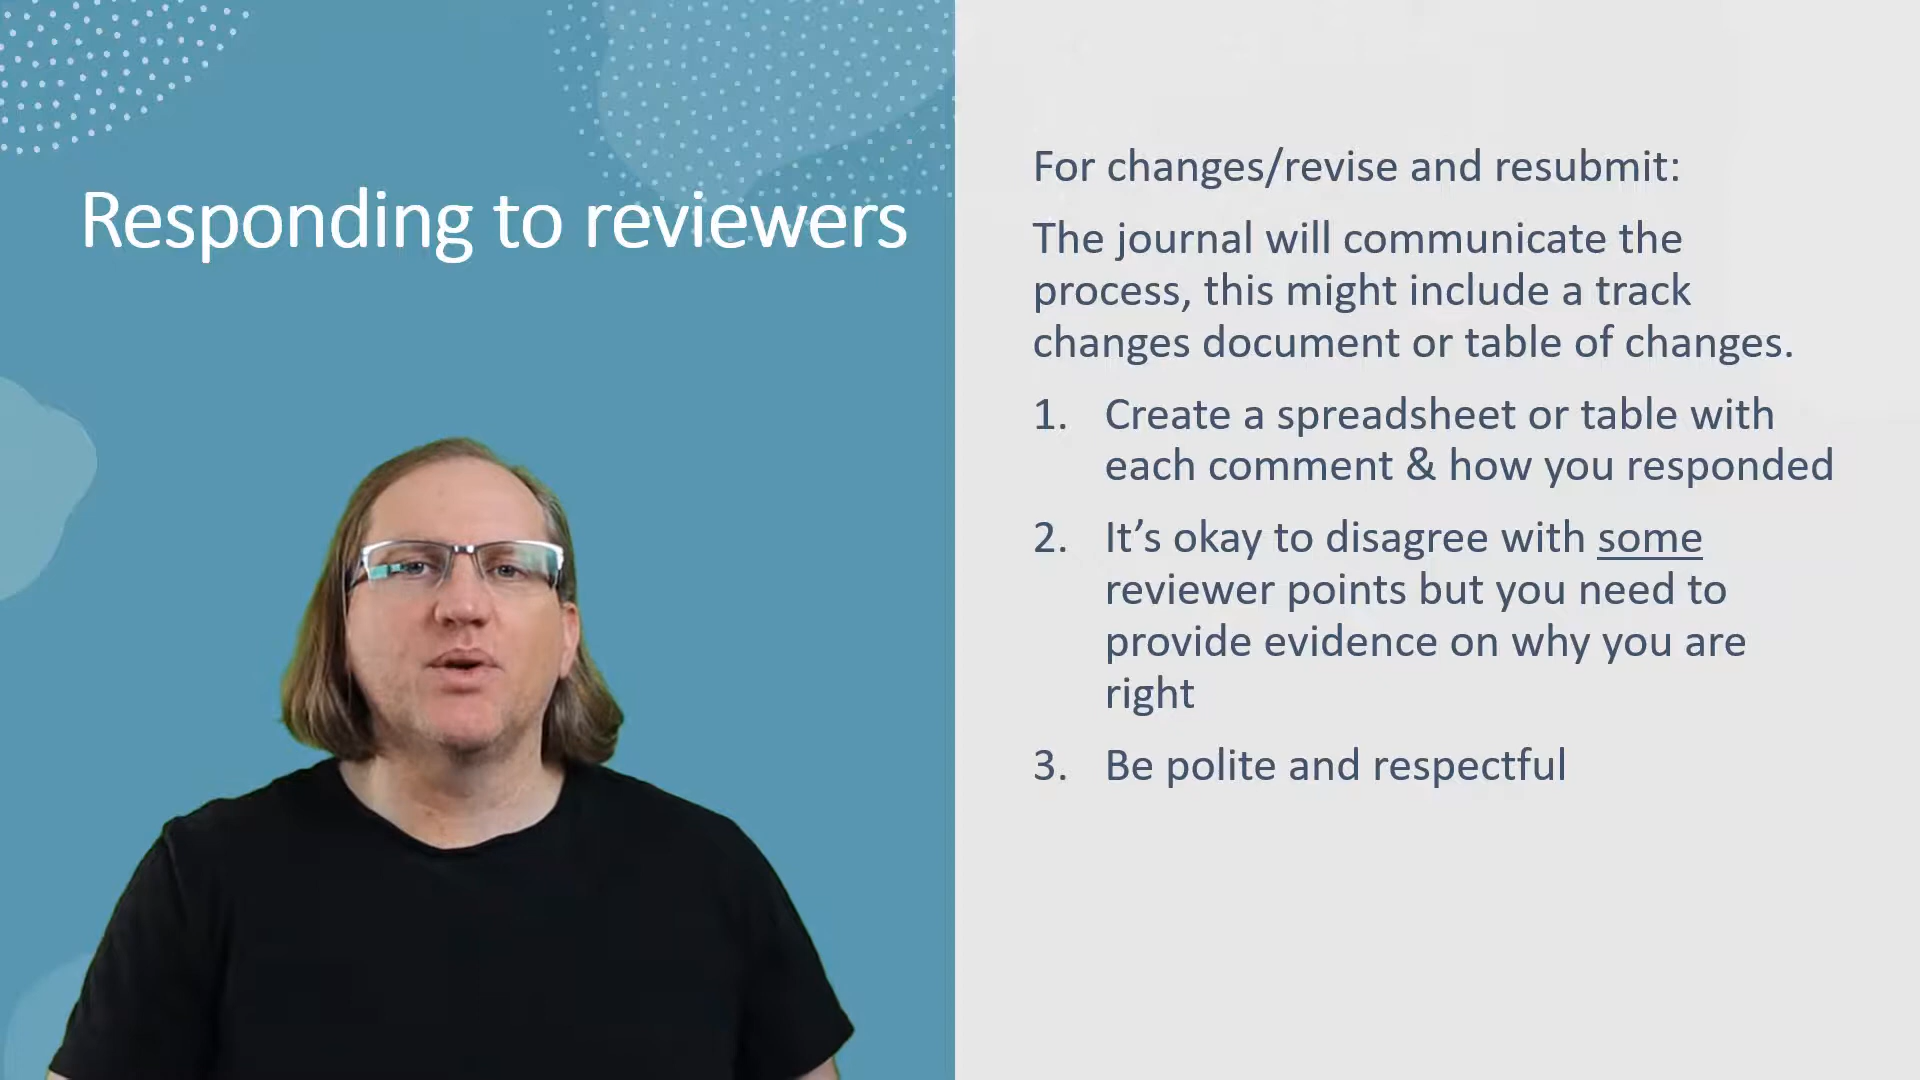 Responding to reviewers
For changes/revise and resubmit:
The journal will communicate the
process, this might include a track
changes document or table of changes.
1. Create a spreadsheet or table with
each comment & how you responded
2. It’s okay to disagree with some
reviewer points but you need to
provide evidence on why you are
right
3. Be polite and respectful